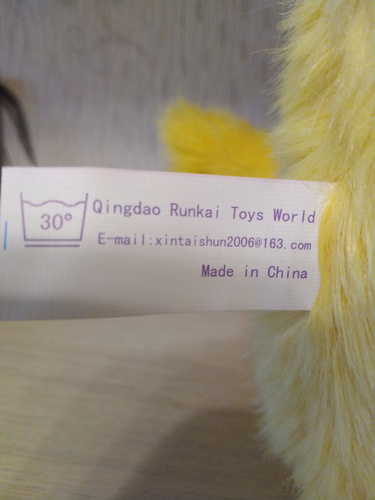 30°
Qingdao Runkai Toys World
E-mail:xintaishun2006@163.com
Made in China